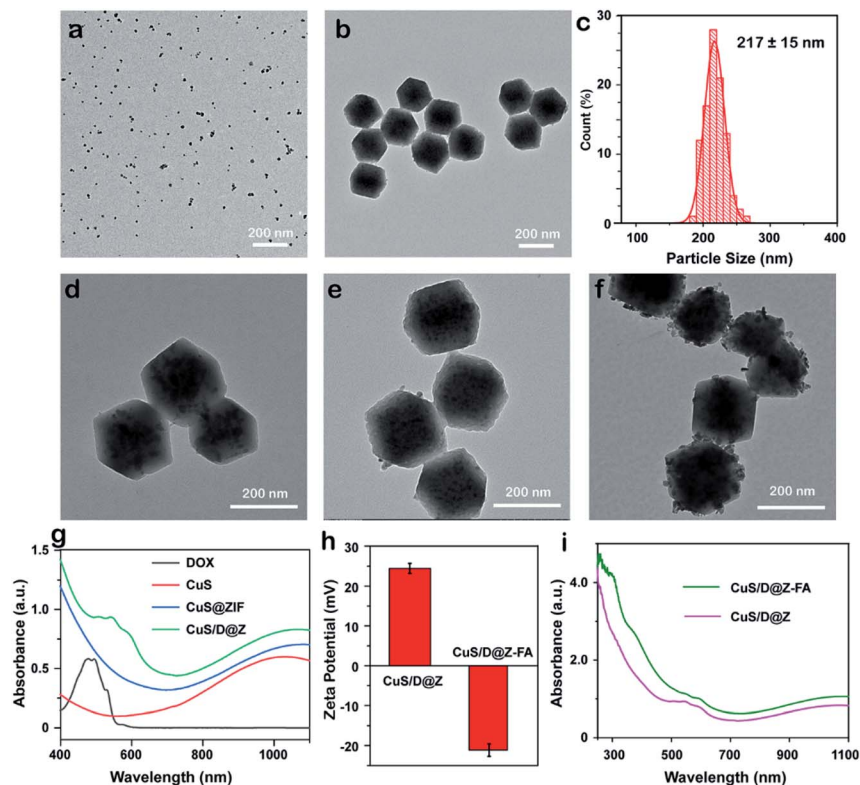 a
200 nm
b
200 nm
c
217 ± 15 nm
Count (%)
30
20
10
0
100 200 300 400
Particle Size (nm)
d
200 nm
e
200 nm
f
200 nm
g
DOX
CuS
CuS@ZIF
CuS/D@Z
Absorbance (a.u.)
1.5
1.0
0.5
0
400 600 800 1000
Wavelength (nm)
h
Zeta Potential (mV)
30
20
10
0
-10
-20
CuS/D@Z-FA
CuS/D@Z
i
CuS/D@Z-FA
CuS/D@Z
Absorbance (a.u.)
4.0
2.0
0
300 500 700 900 1100
Wavelength (nm)